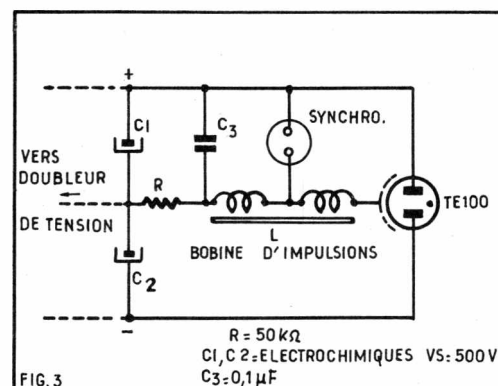 +
C1
C3
SYNCHRO.
VERS
DOUBLEUR
DE TENSION
R
TE100
L
BOBINE D'IMPULSIONS
C2
−
R = 50 kΩ
C1, C2 = ELECTROCHIMIQUES VS: 500 V
C3 = 0,1 µF
FIG. 3